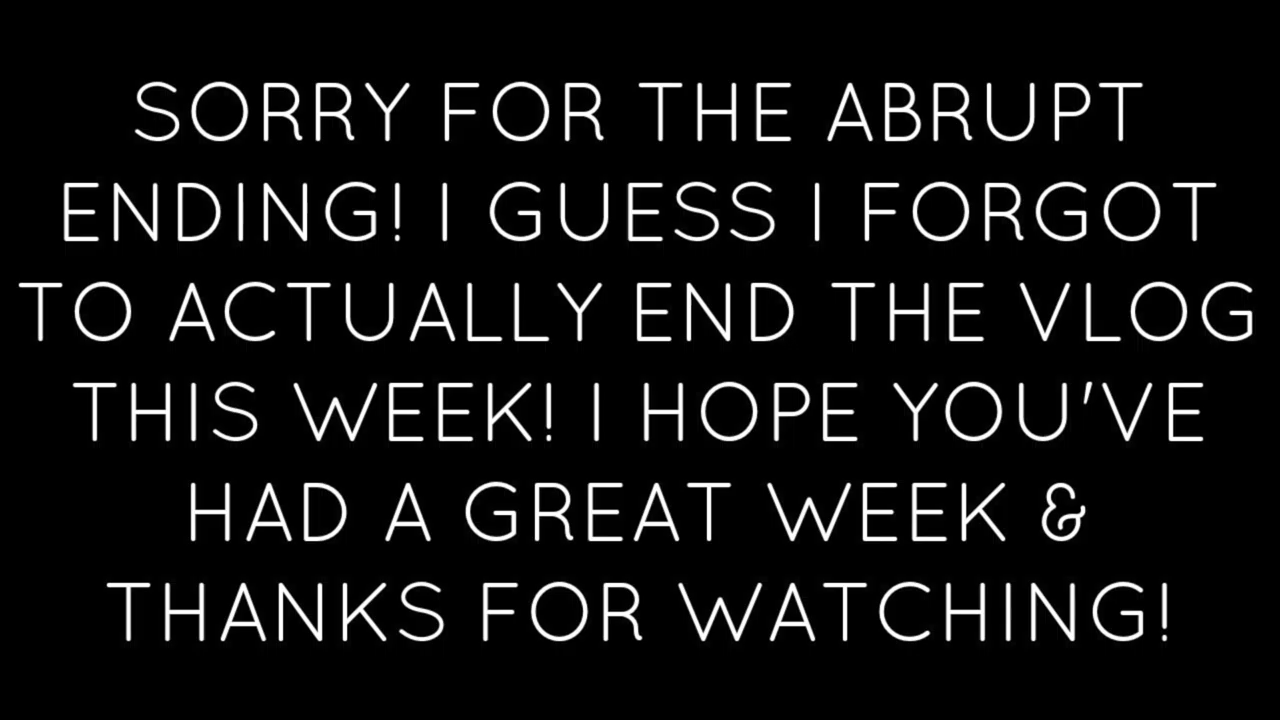 SORRY FOR THE ABRUPT
ENDING! I GUESS I FORGOT
TO ACTUALLY END THE VLOG
THIS WEEK! I HOPE YOU'VE
HAD A GREAT WEEK &
THANKS FOR WATCHING!